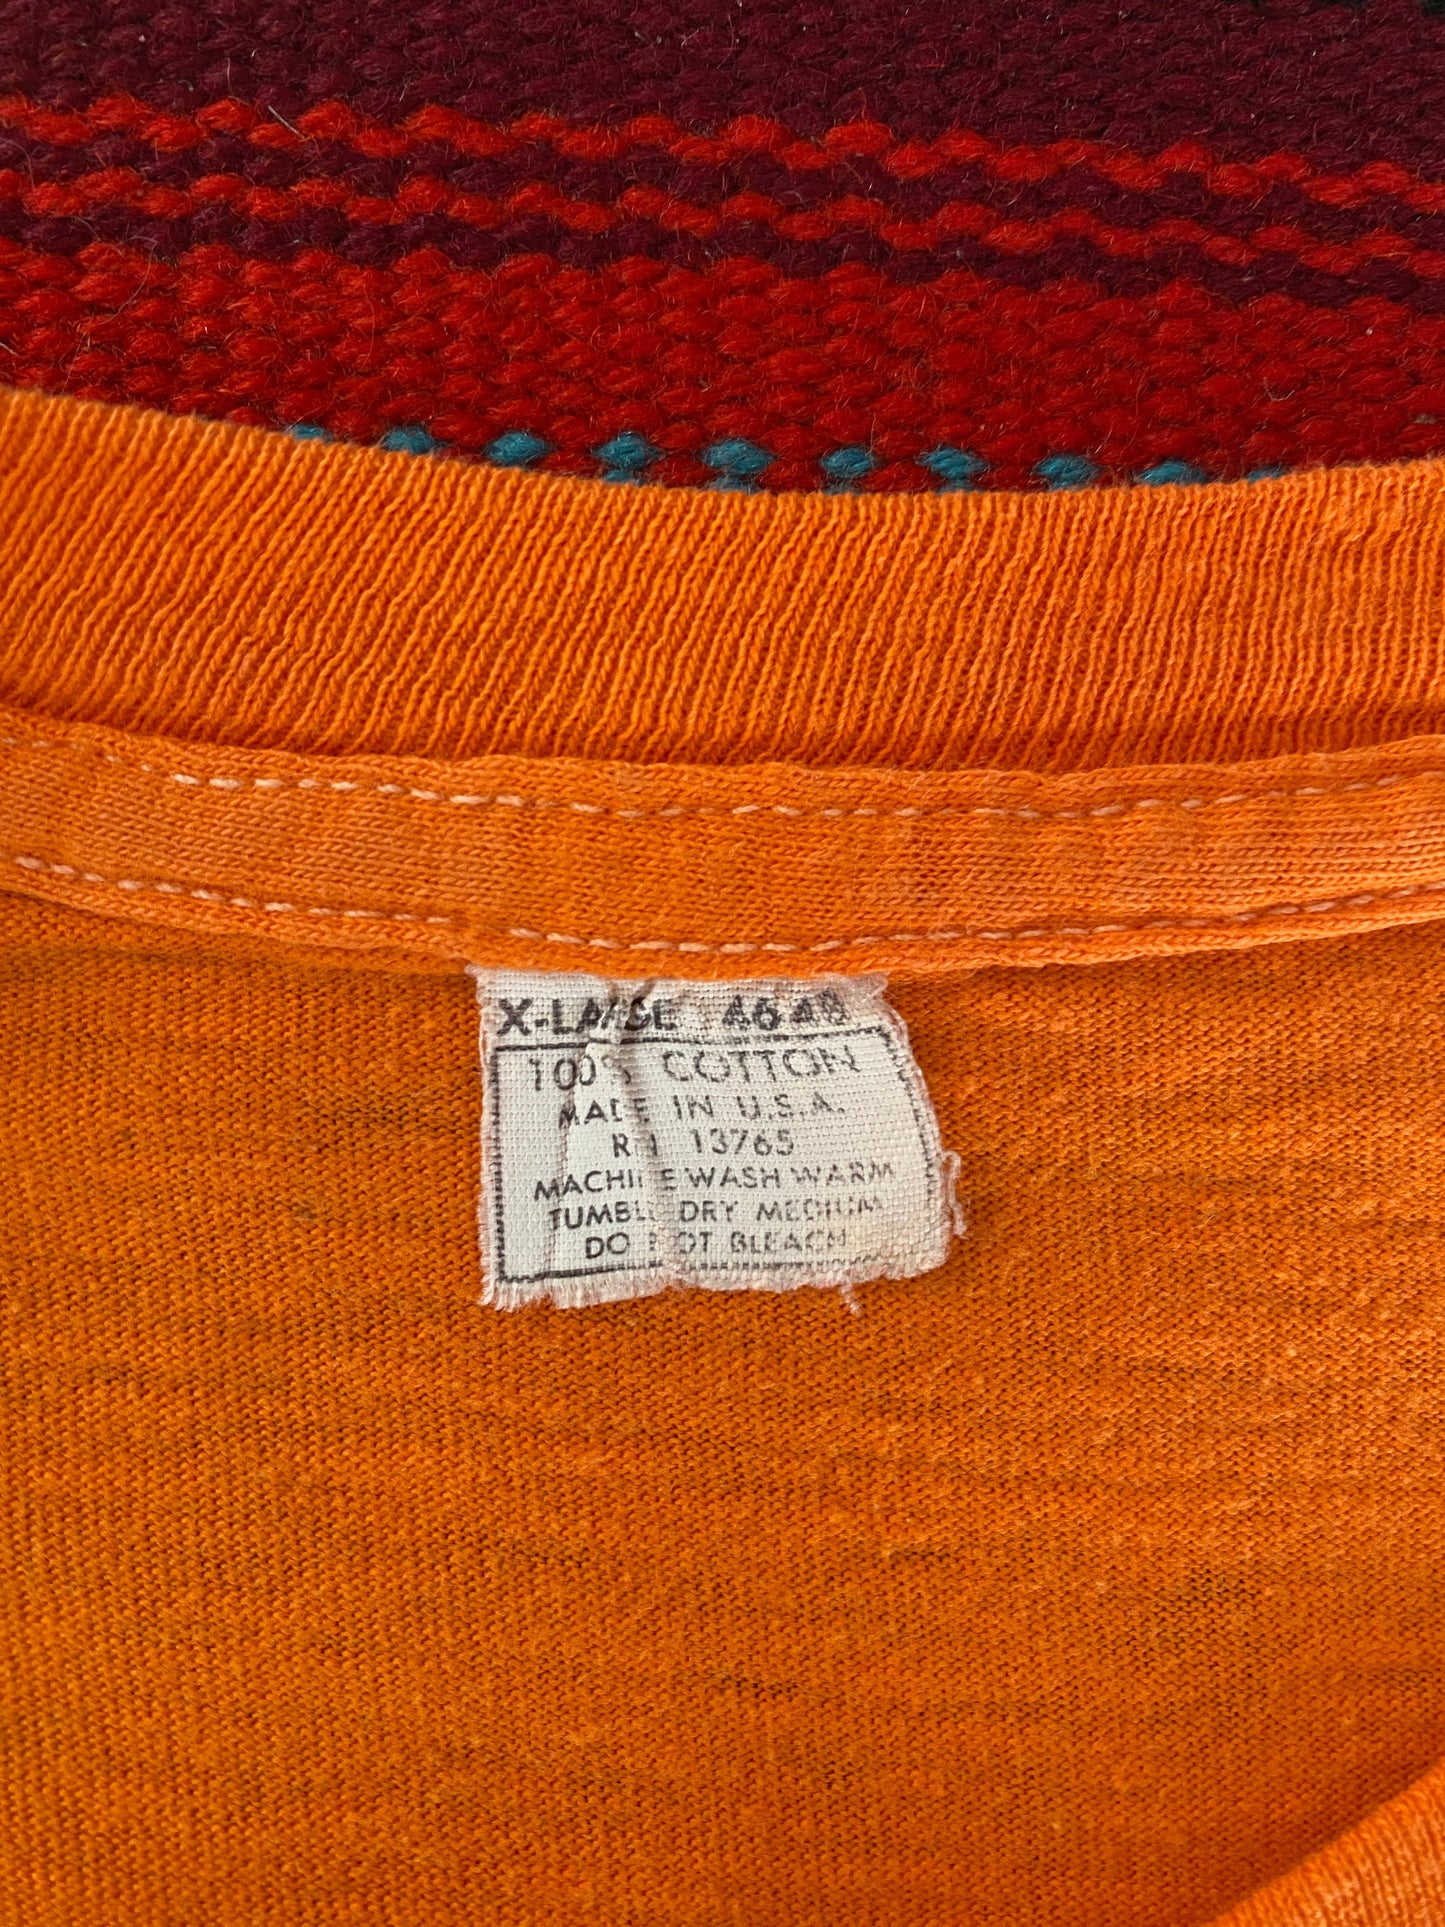 X-LARGE 46-48
100% COTTON
MADE IN U.S.A.
RN 13765
MACHINE WASH WARM
TUMBLE DRY MEDIUM
DO NOT BLEACH